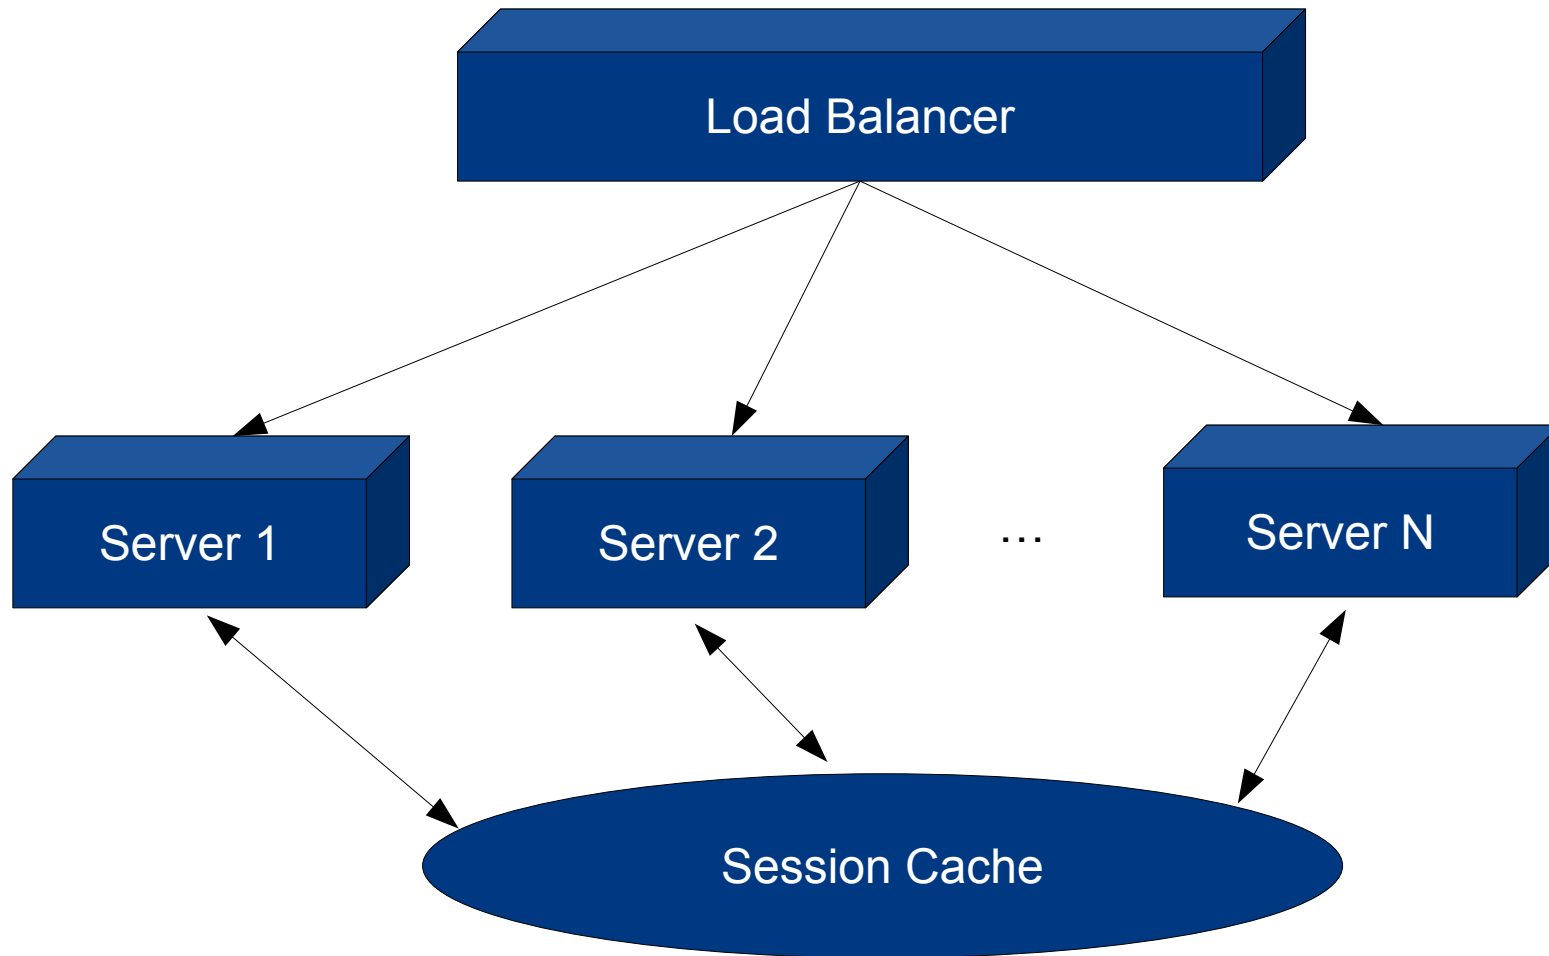 Load Balancer
Server 1
Server 2
...
Server N
Session Cache